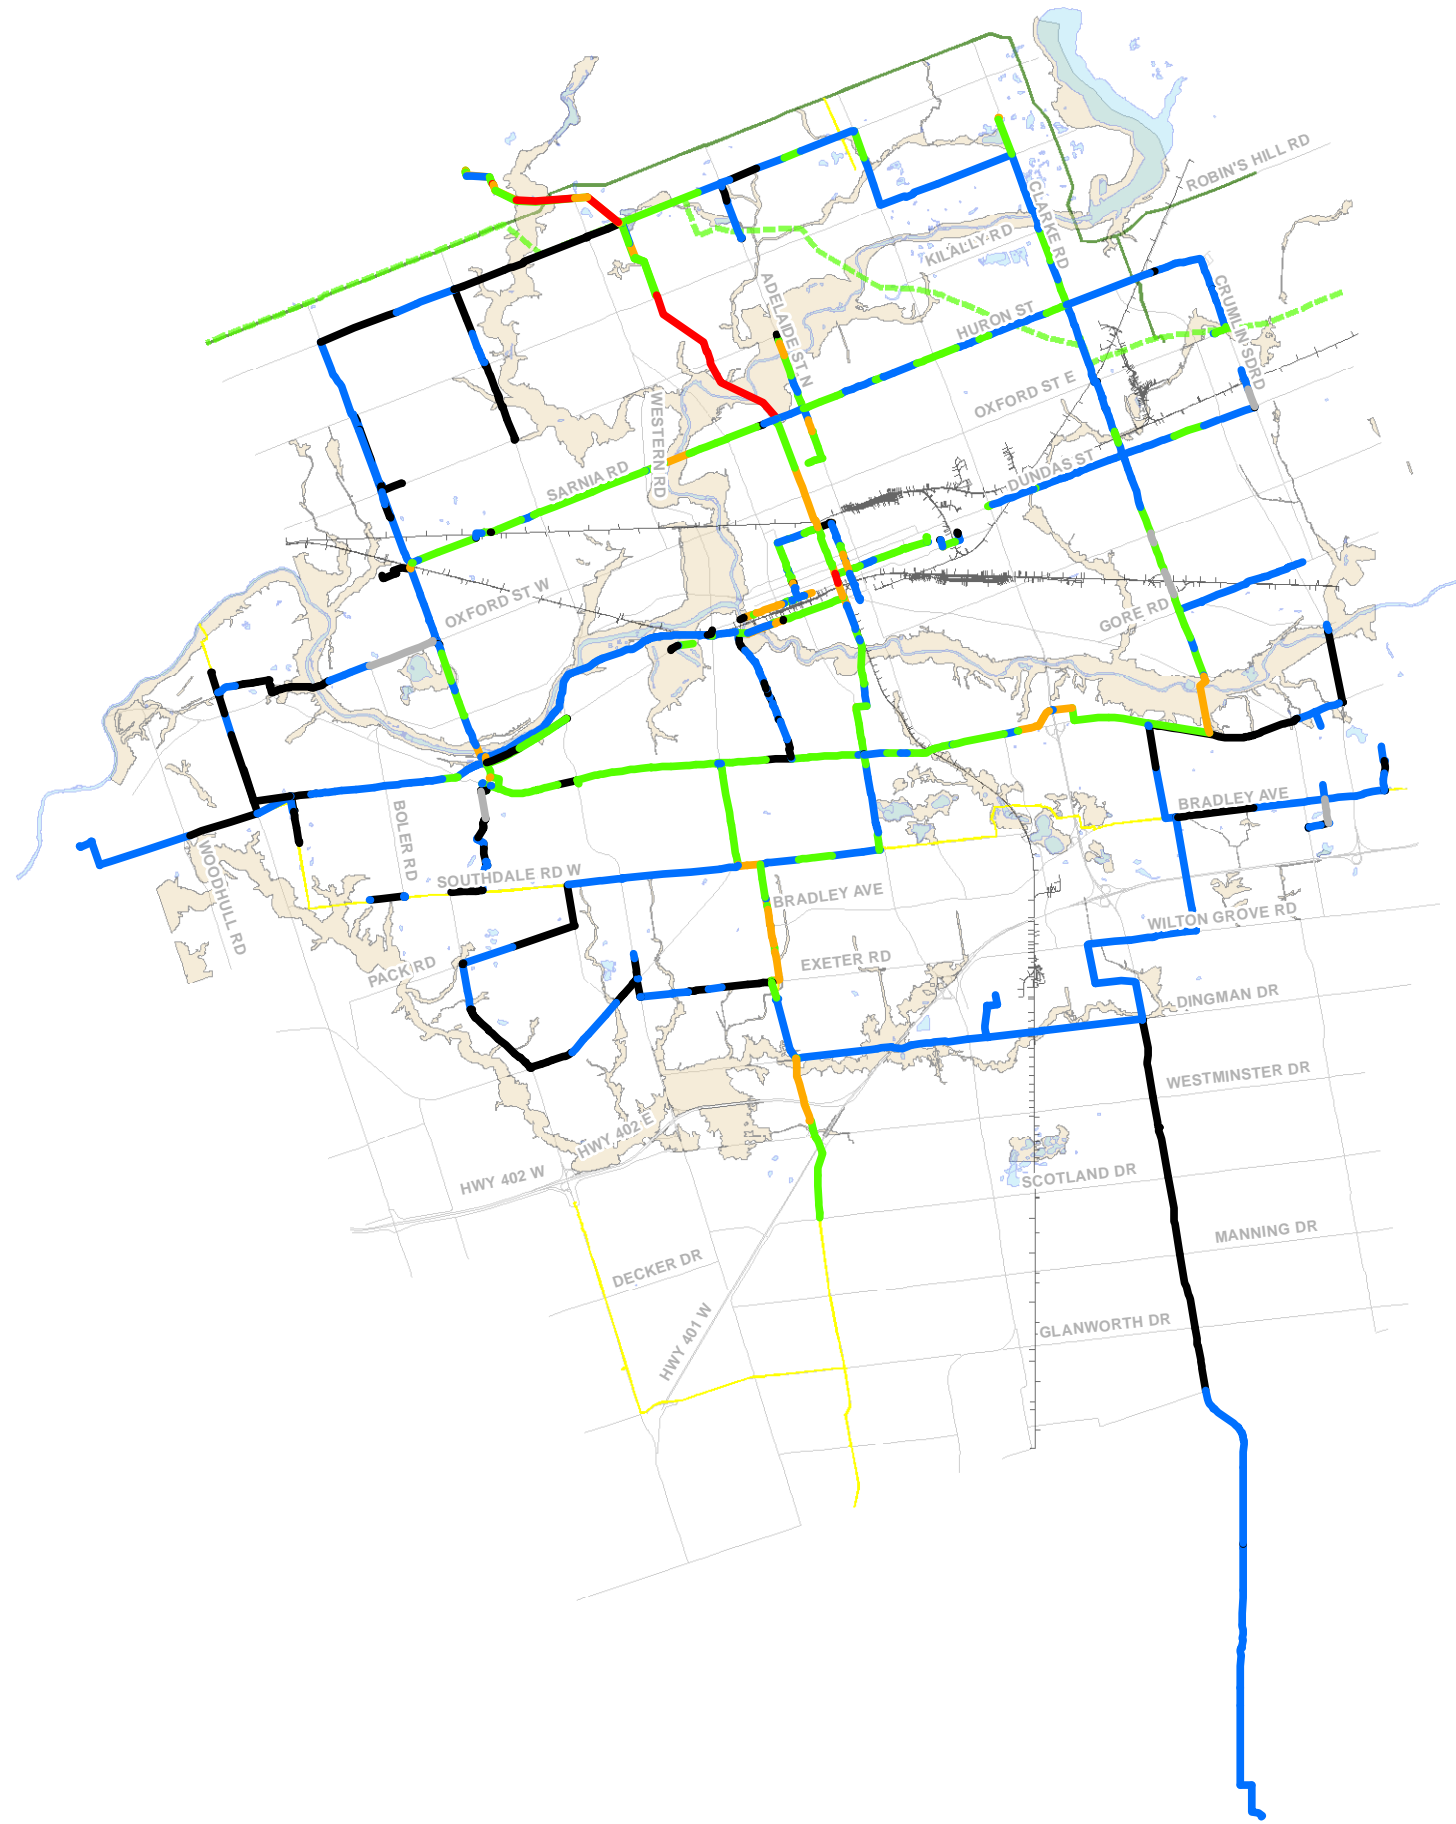 ROBIN'S HILL RD
CLARKE RD
KILALLY RD
ADELAIDE ST N
CRUMLIN SDRD
HURON ST
OXFORD ST E
WESTERN RD
SARNIA RD
DUNDAS ST
OXFORD ST W
GORE RD
BRADLEY AVE
BOLER RD
WOODHULL RD
SOUTHDALE RD W
BRADLEY AVE
WILTON GROVE RD
PACK RD
EXETER RD
DINGMAN DR
WESTMINSTER DR
HWY 402 E
HWY 402 W
SCOTLAND DR
MANNING DR
DECKER DR
HWY 401 W
GLANWORTH DR